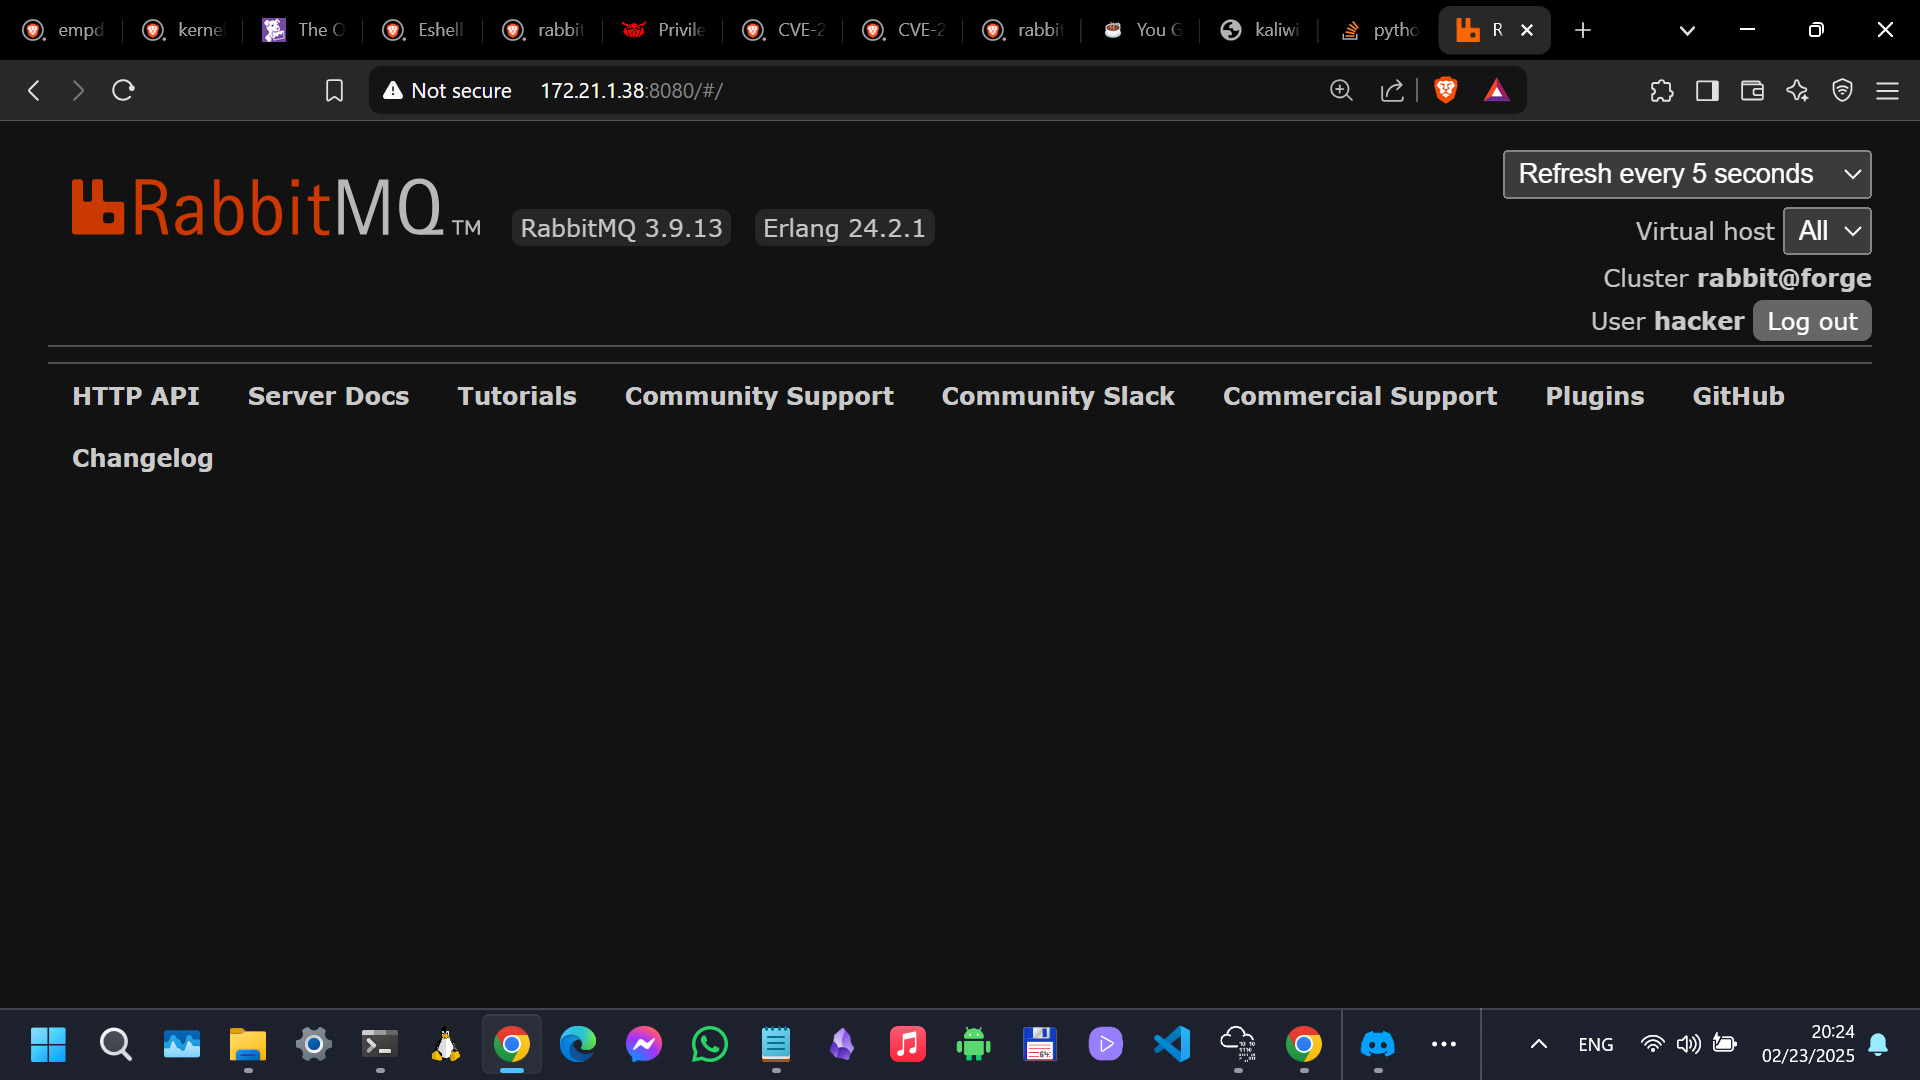 empd kerne The O Eshell rabbit Privile CVE-2 CVE-2 rabbit You G kaliwi pytho R
Not secure 172.21.1.38:8080/#/
RabbitMQ TM RabbitMQ 3.9.13 Erlang 24.2.1
Refresh every 5 seconds
Virtual host All
Cluster rabbit@forge
User hacker Log out
HTTP API Server Docs Tutorials Community Support Community Slack Commercial Support Plugins GitHub
Changelog
ENG
20:24
02/23/2025